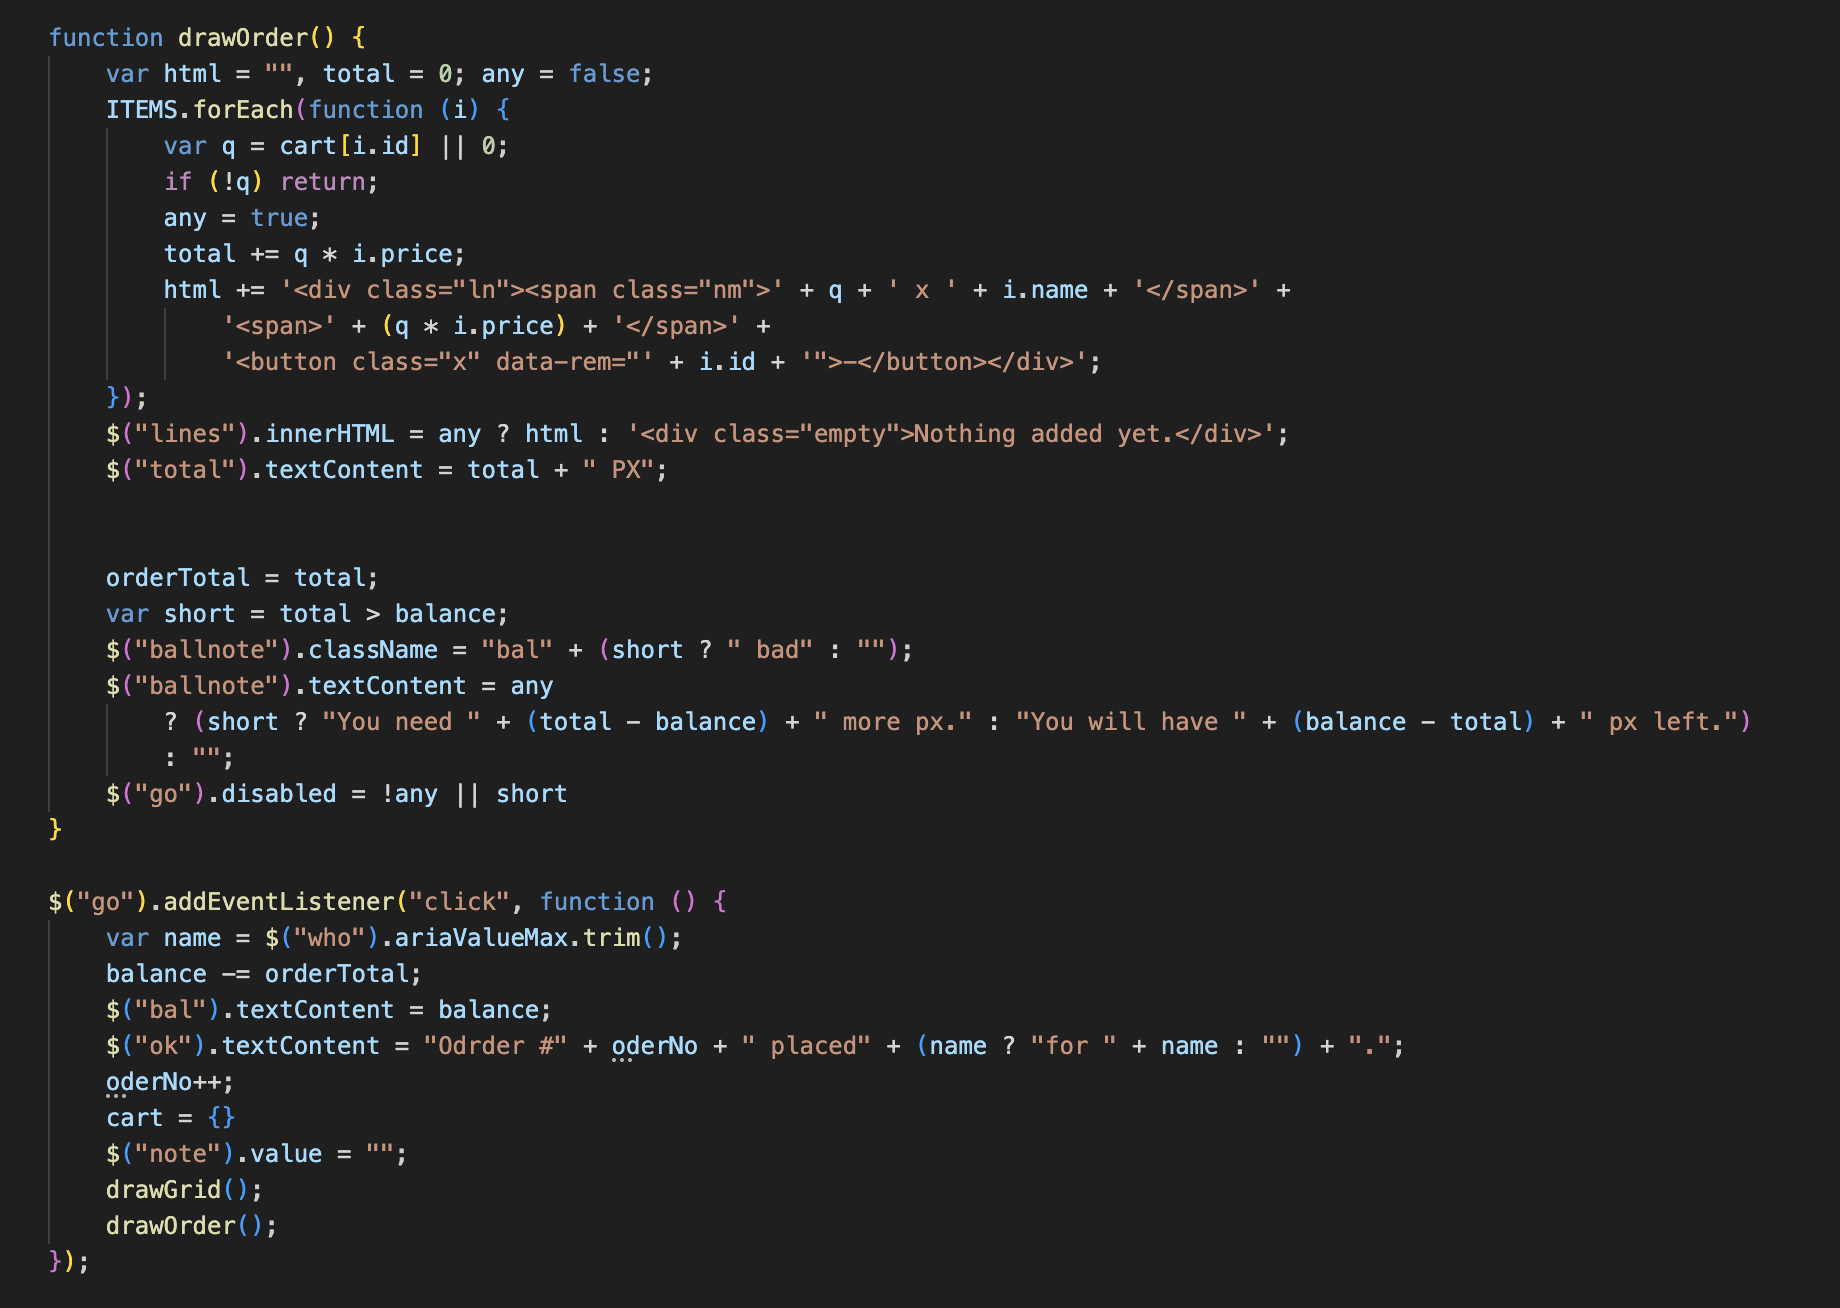 function drawOrder() {
    var html = "", total = 0; any = false;
    ITEMS.forEach(function (i) {
        var q = cart[i.id] || 0;
        if (!q) return;
        any = true;
        total += q * i.price;
        html += '<div class="ln"><span class="nm">' + q + ' x ' + i.name + '</span>' +
            '<span>' + (q * i.price) + '</span>' +
            '<button class="x" data-rem="' + i.id + '">-</button></div>';
    });
    $("lines").innerHTML = any ? html : '<div class="empty">Nothing added yet.</div>';
    $("total").textContent = total + " PX";


    orderTotal = total;
    var short = total > balance;
    $("ballnote").className = "bal" + (short ? " bad" : "");
    $("ballnote").textContent = any
        ? (short ? "You need " + (total - balance) + " more px." : "You will have " + (balance - total) + " px left.")
        : "";
    $("go").disabled = !any || short
}

$("go").addEventListener("click", function () {
    var name = $("who").ariaValueMax.trim();
    balance -= orderTotal;
    $("bal").textContent = balance;
    $("ok").textContent = "Odrder #" + oderNo + " placed" + (name ? "for " + name : "") + ".";
    oderNo++;
    cart = {}
    $("note").value = "";
    drawGrid();
    drawOrder();
});